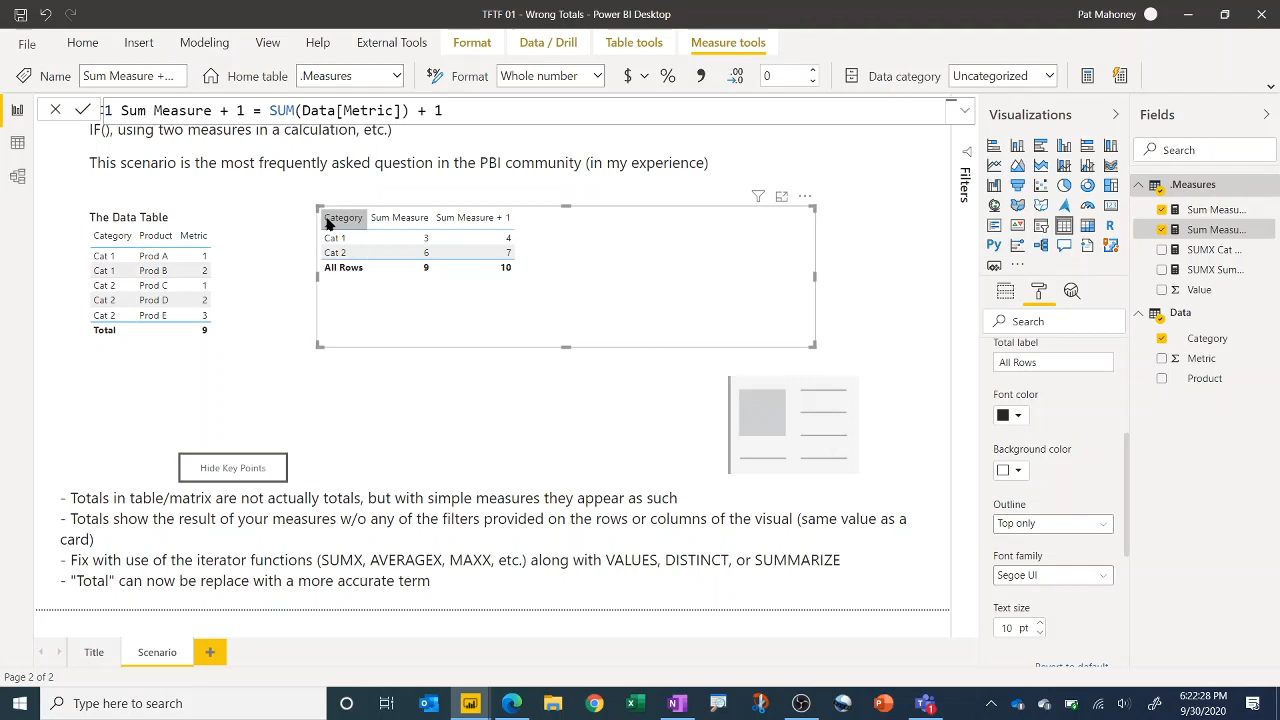 TFTF 01 - Wrong Totals - Power BI Desktop
Pat Mahoney
File Home Insert Modeling View Help External Tools Format Data / Drill Table tools Measure tools
Name Sum Measure +... Home table .Measures Format Whole number $ % 0 Data category Uncategorized
1 Sum Measure + 1 = SUM(Data[Metric]) + 1
IF(), using two measures in a calculation, etc.)
This scenario is the most frequently asked question in the PBI community (in my experience)
The Data Table
Category Product Metric
Cat 1 Prod A 1
Cat 1 Prod B 2
Cat 2 Prod C 1
Cat 2 Prod D 2
Cat 2 Prod E 3
Total 9
Category Sum Measure Sum Measure + 1
Cat 1 3 4
Cat 2 6 7
All Rows 9 10
Hide Key Points
- Totals in table/matrix are not actually totals, but with simple measures they appear as such
- Totals show the result of your measures w/o any of the filters provided on the rows or columns of the visual (same value as a
card)
- Fix with use of the iterator functions (SUMX, AVERAGEX, MAXX, etc.) along with VALUES, DISTINCT, or SUMMARIZE
- "Total" can now be replace with a more accurate term
Filters
Visualizations
R
Py
Search
Total label
All Rows
Font color
Background color
Outline
Top only
Font family
Segoe UI
Text size
10 pt
Revert to default
Fields
Search
.Measures
Sum Measu...
Sum Measu...
SUMX Cat ...
SUMX Sum...
Value
Data
Category
Metric
Product
Title Scenario
Page 2 of 2
Type here to search
6:22:28 PM
9/30/2020